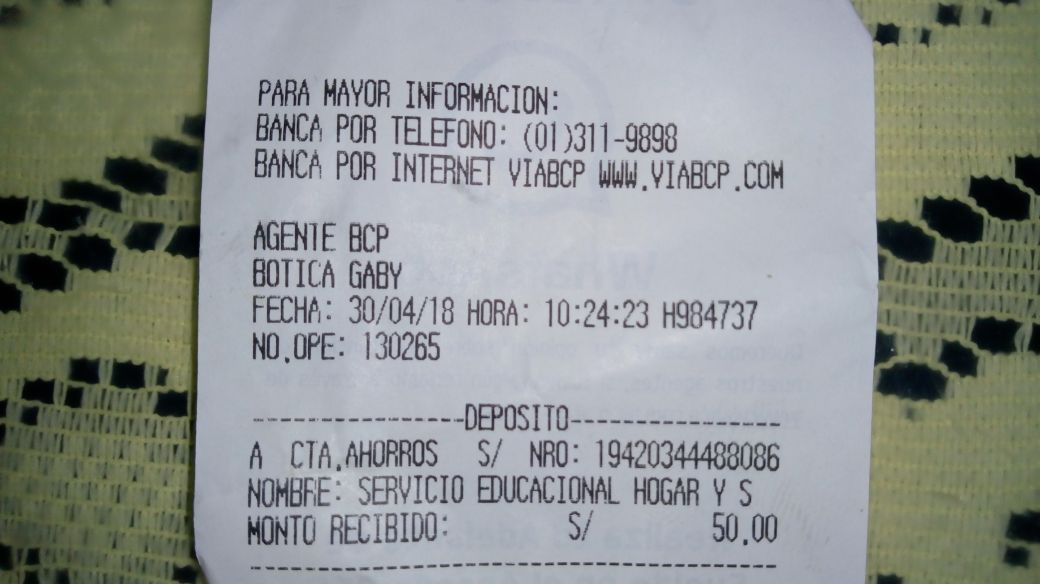 PARA MAYOR INFORMACION:
BANCA POR TELEFONO: (01)311-9898
BANCA POR INTERNET VIABCP WWW.VIABCP.COM
AGENTE BCP
BOTICA GABY
FECHA: 30/04/18 HORA: 10:24:23 H984737
NO.OPE: 130265
--------------------DEPOSITO--------------------
A CTA.AHORROS S/ NRO: 19420344488086
NOMBRE: SERVICIO EDUCACIONAL HOGAR Y S
MONTO RECIBIDO: S/ 50.00